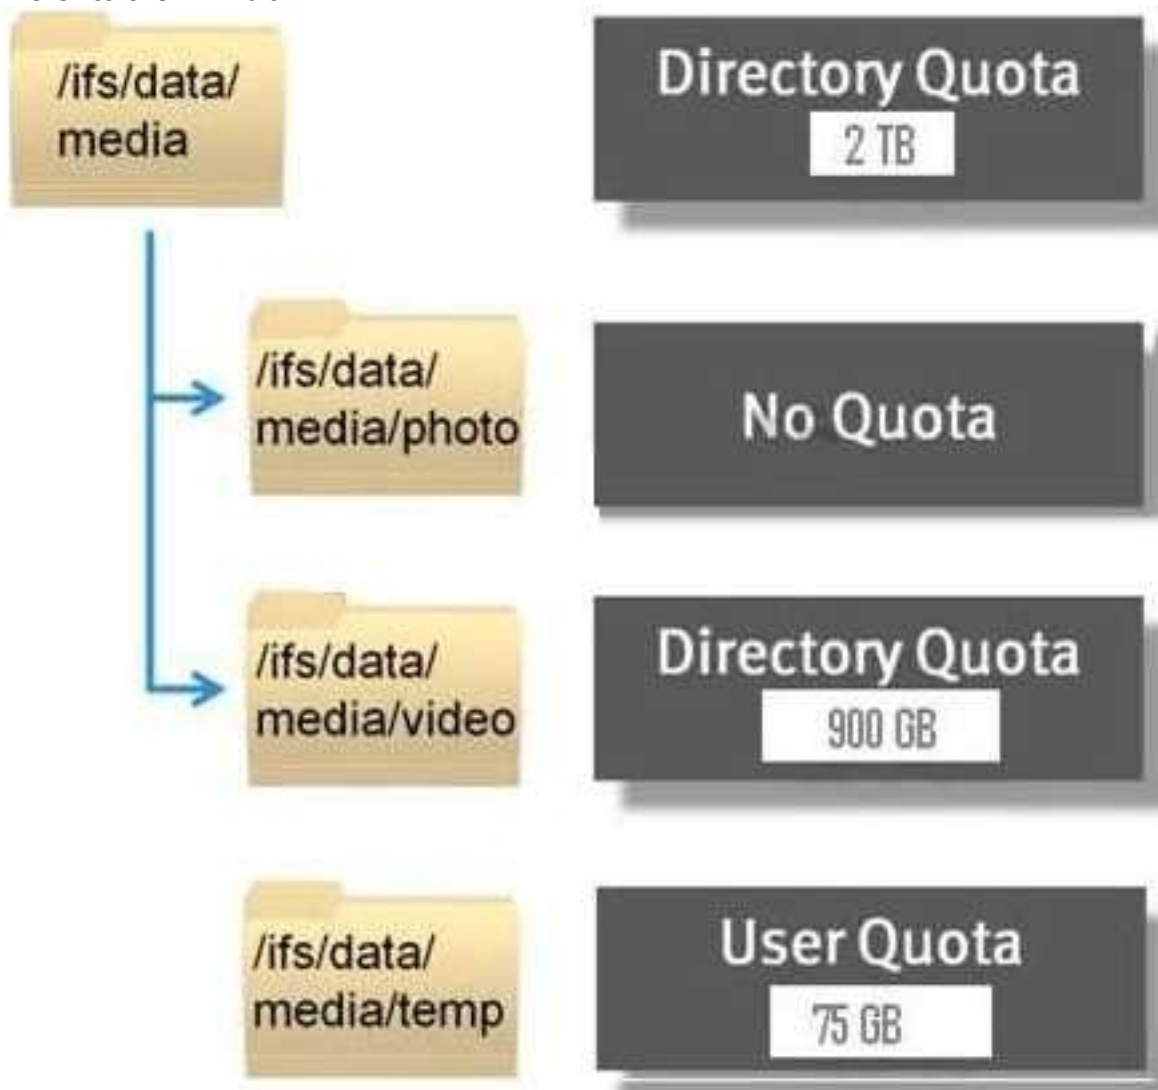 /ifs/data/
media
Directory Quota
2 TB
/ifs/data/
media/photo
No Quota
/ifs/data/
media/video
Directory Quota
900 GB
/ifs/data/
media/temp
User Quota
75 GB